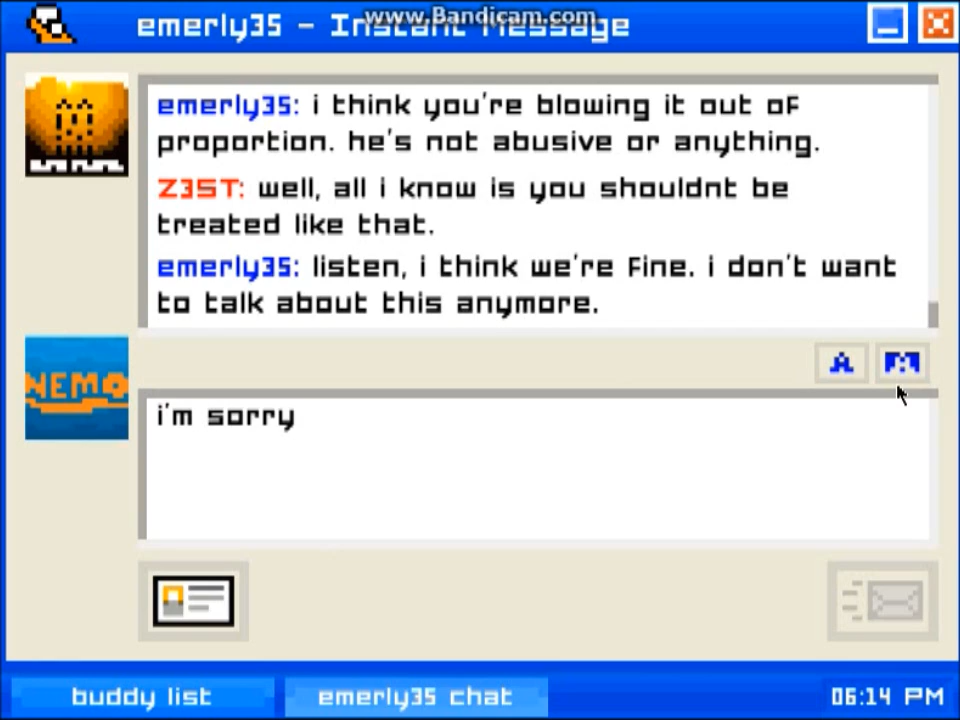 www.Bandicam.com
emerly35 - Instant Message
emerly35: i think you're blowing it out of
proportion. he's not abusive or anything.
Z35T: well, all i know is you shouldnt be
treated like that.
emerly35: listen, i think we're fine. i don't want
to talk about this anymore.
NEMO
A
i'm sorry
buddy list
emerly35 chat
06:14 PM